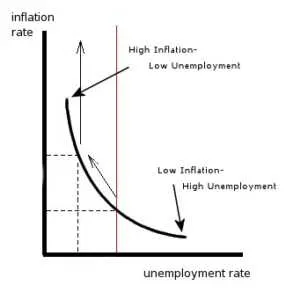 inflation
rate
High Inflation-
Low Unemployment
Low Inflation-
High Unemployment
unemployment rate